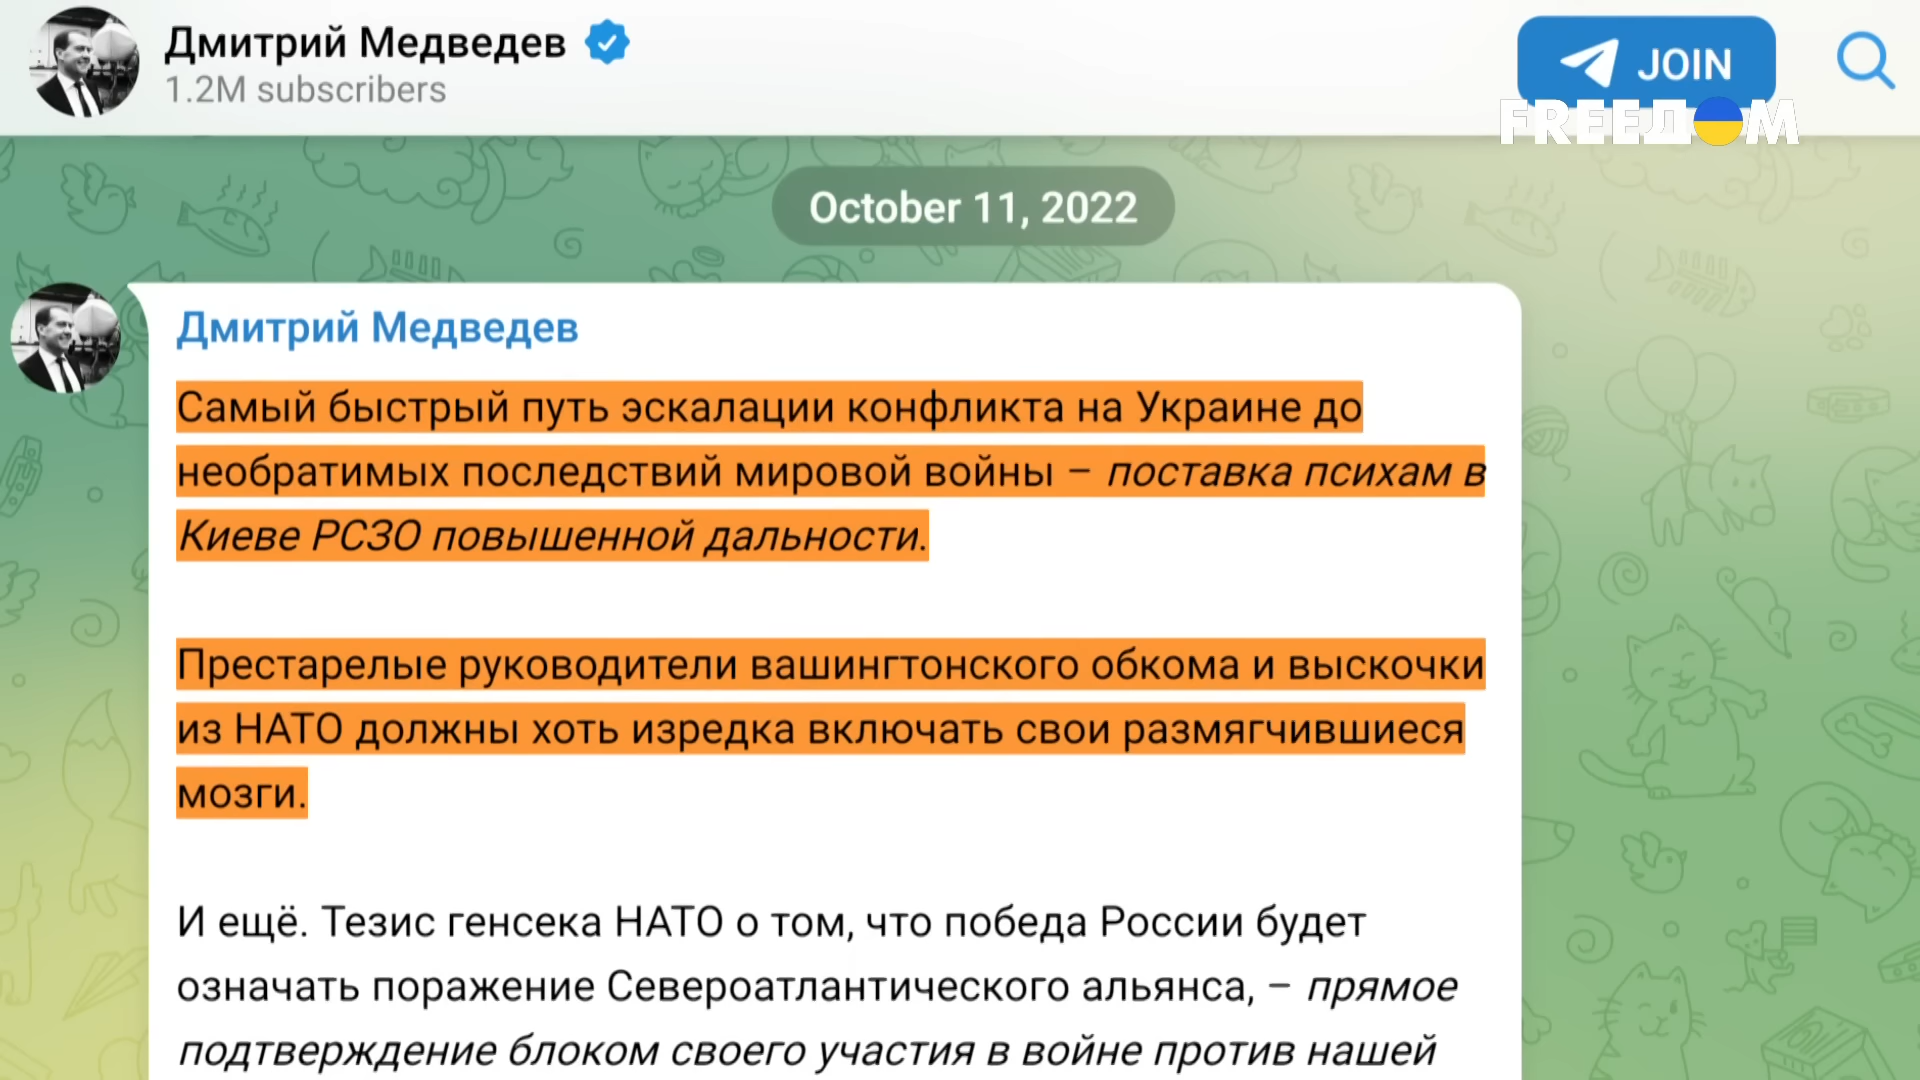 Дмитрий Медведев
1.2M subscribers
JOIN
FREEДOM
October 11, 2022
Дмитрий Медведев
Самый быстрый путь эскалации конфликта на Украине до
необратимых последствий мировой войны – поставка психам в
Киеве РСЗО повышенной дальности.
Престарелые руководители вашингтонского обкома и выскочки
из НАТО должны хоть изредка включать свои размягчившиеся
мозги.
И ещё. Тезис генсека НАТО о том, что победа России будет
означать поражение Североатлантического альянса, – прямое
подтверждение блоком своего участия в войне против нашей